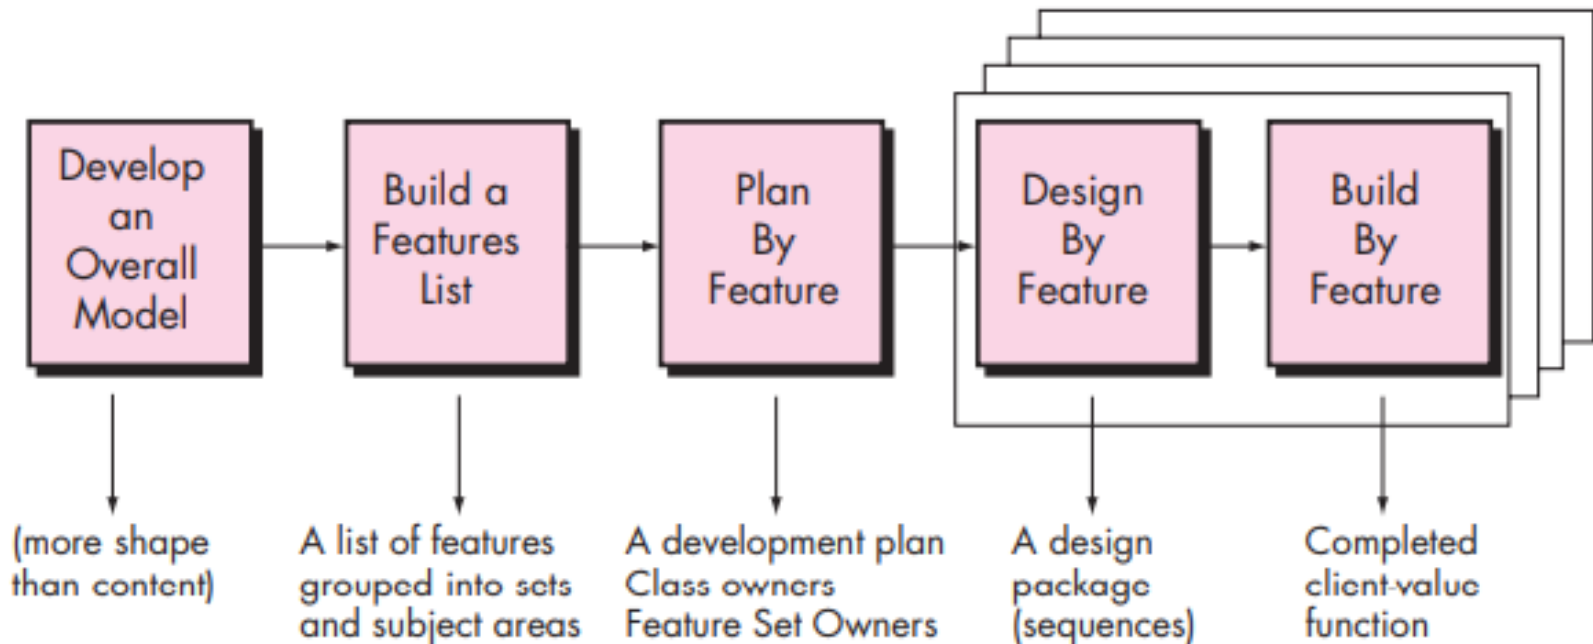 Develop
an
Overall
Model
Build a
Features
List
Plan
By
Feature
Design
By
Feature
Build
By
Feature
(more shape
than content)
A list of features
grouped into sets
and subject areas
A development plan
Class owners
Feature Set Owners
A design
package
(sequences)
Completed
client-value
function